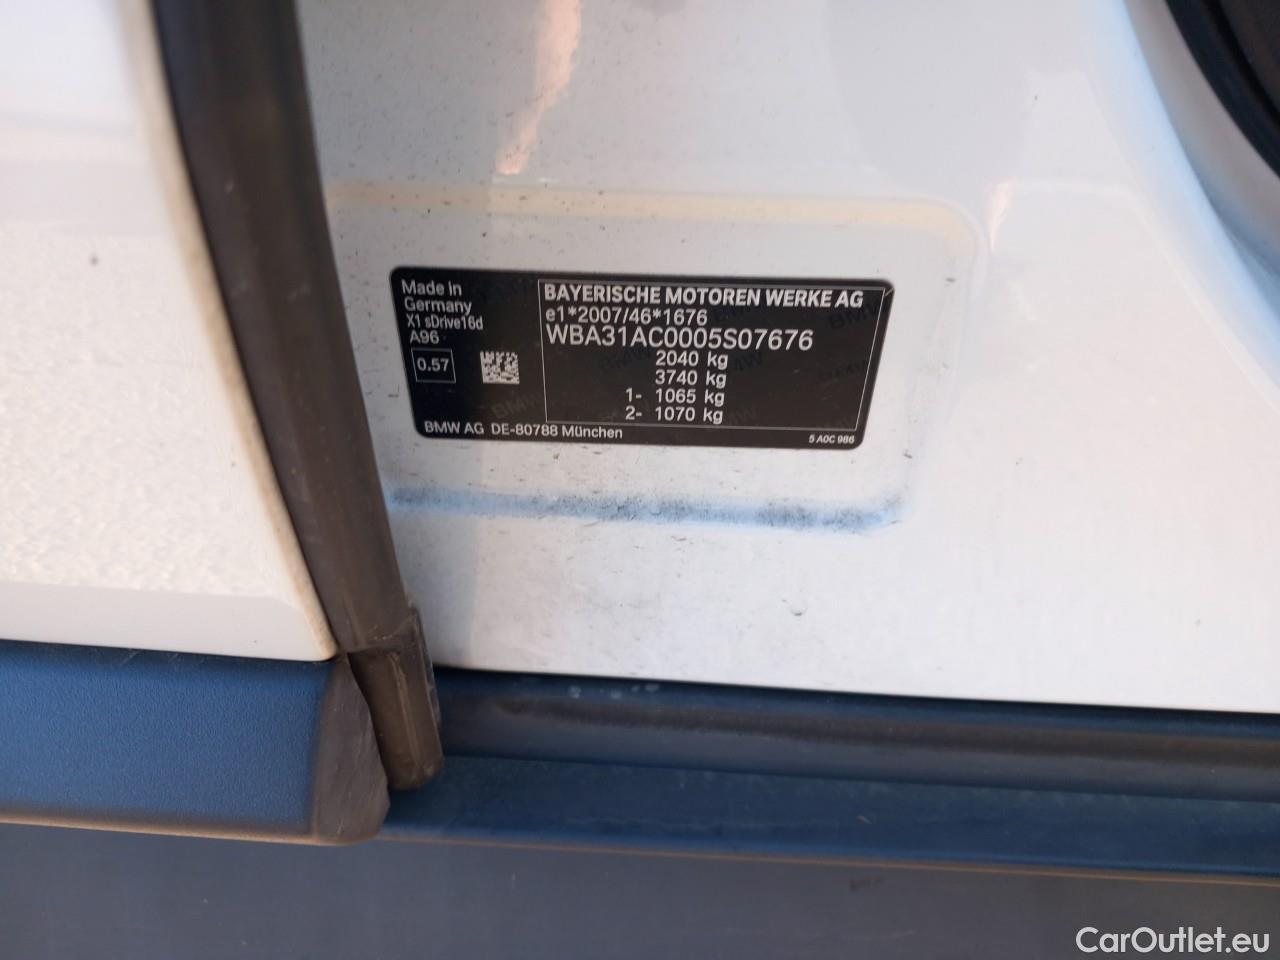 Made in
Germany
X1 sDrive16d
A96
0.57
BAYERISCHE MOTOREN WERKE AG
e1*2007/46*1676
WBA31AC0005S07676
2040 kg
3740 kg
1- 1065 kg
2- 1070 kg
BMW AG DE-80788 München
5 A0C 986
CarOutlet.eu